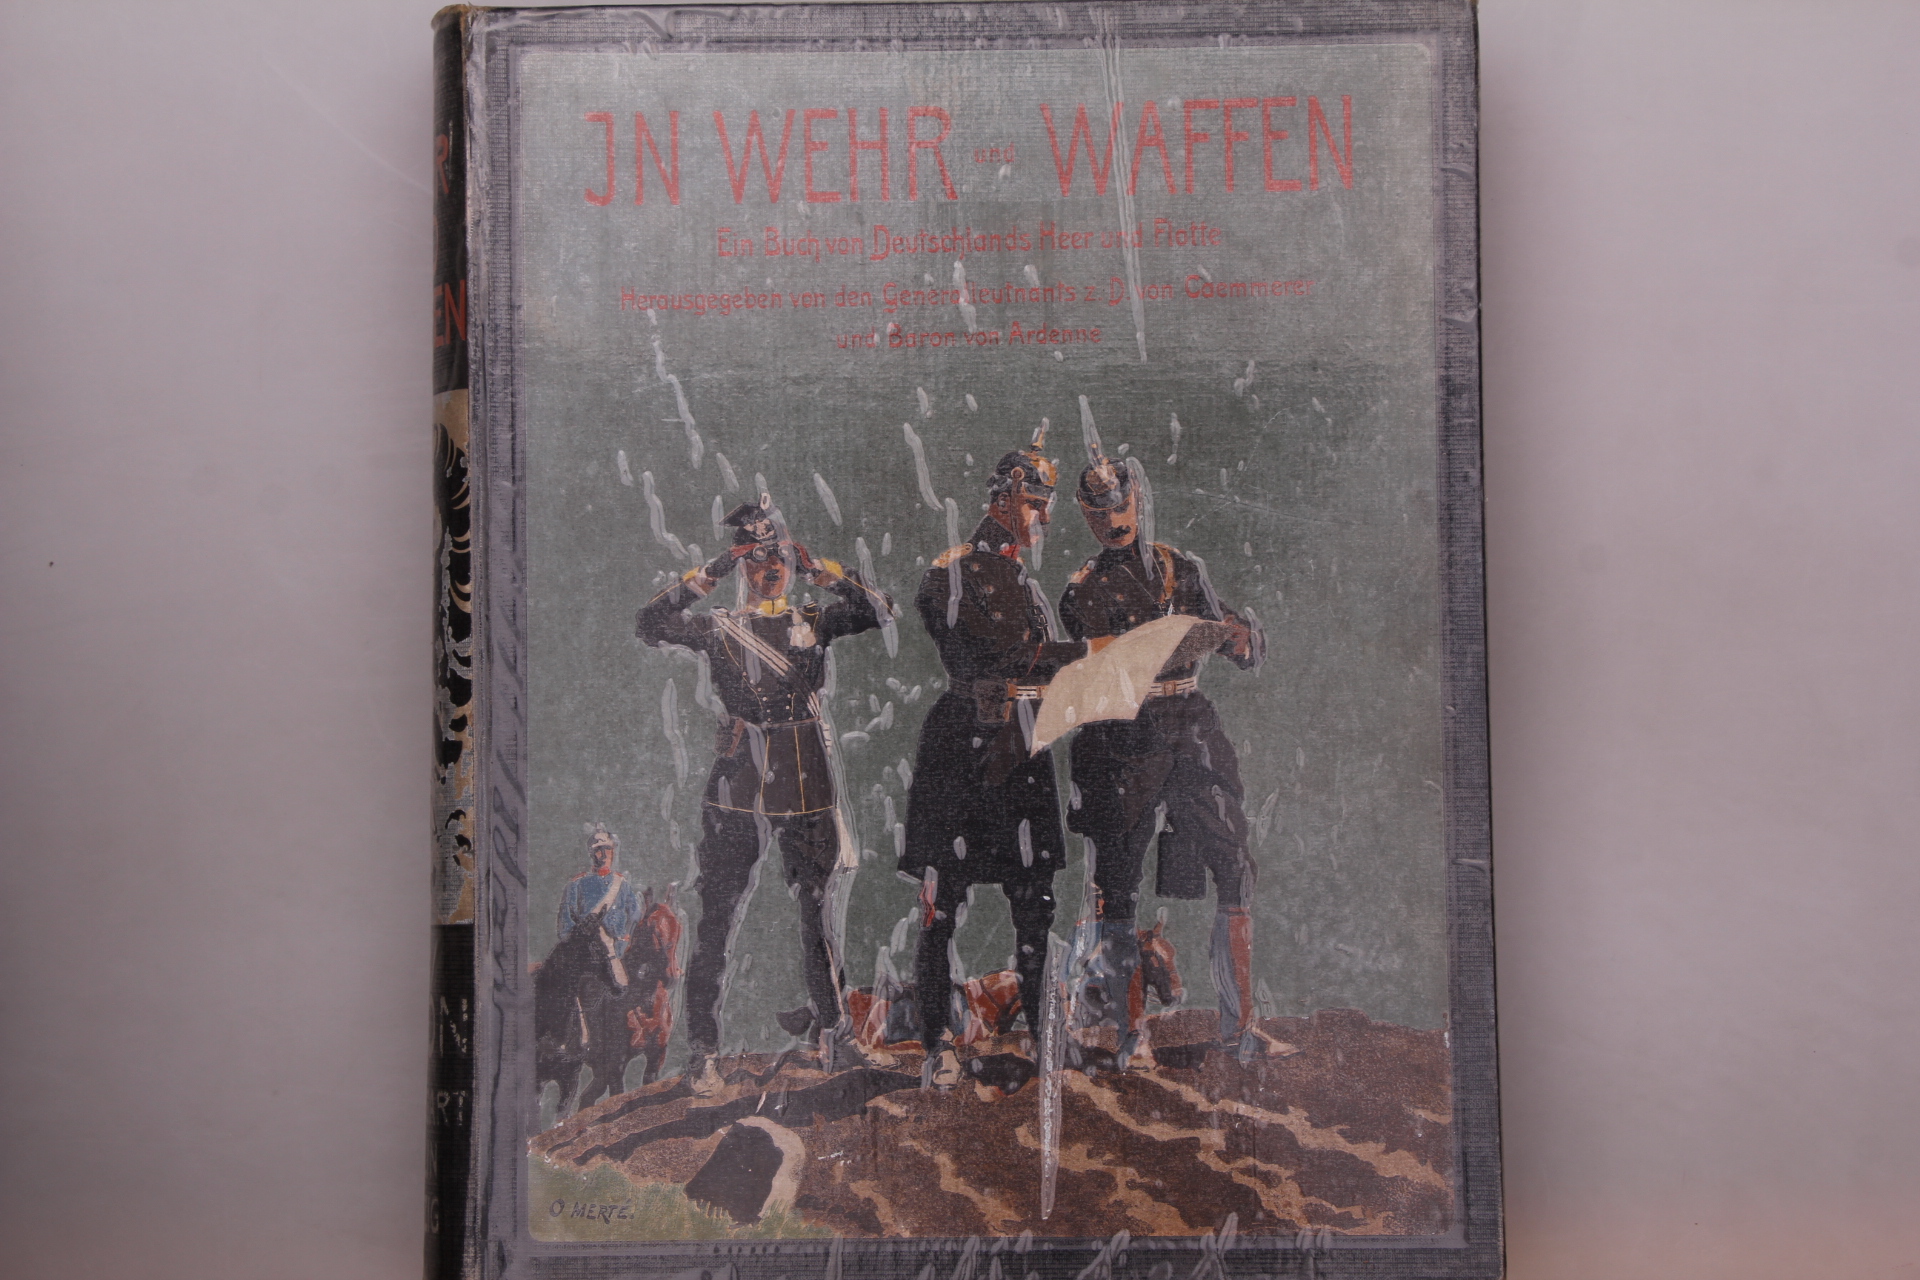 JN WEHR und WAFFEN
Ein Buch von Deutschlands Heer und Flotte
Herausgegeben von den Generalleutnants z. D. von Caemmerer
und Baron von Ardenne
O. MERTÉ.